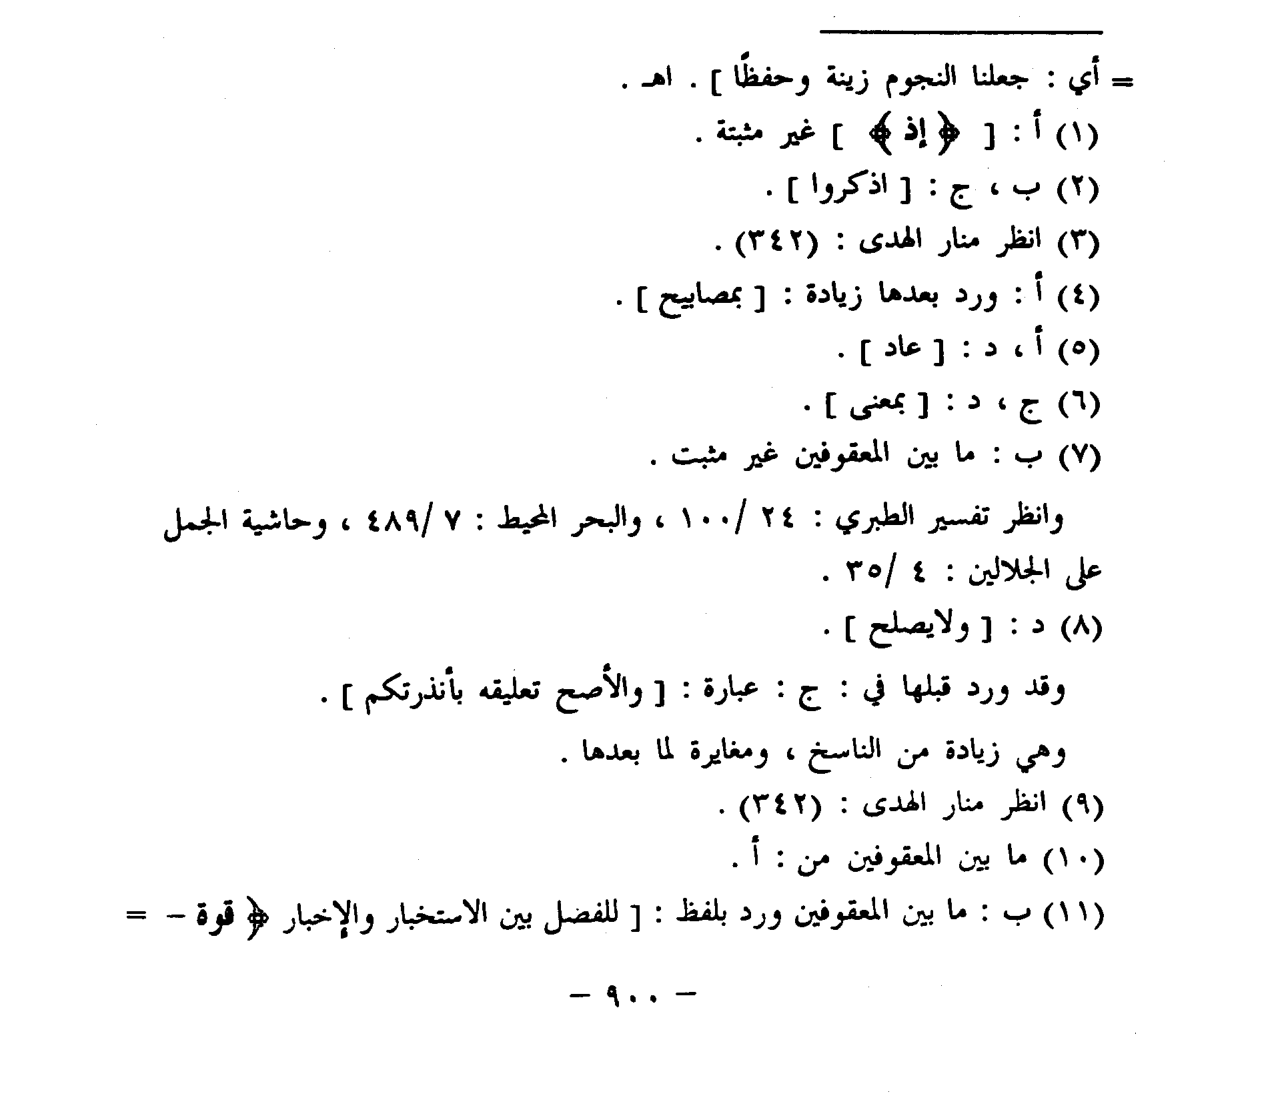 = أي : جعلنا النجوم زينة وحفظًا ] . اهـ .
(١) أ : [ ﴿ إذ ﴾ ] غير مثبتة .
(٢) ب ، ج : [ اذكروا ] .
(٣) انظر منار الهدى : (٣٤٢) .
(٤) أ : ورد بعدها زيادة : [ بمصابيح ] .
(٥) أ ، د : [ عاد ] .
(٦) ج ، د : [ بمعنى ] .
(٧) ب : ما بين المعقوفين غير مثبت .
وانظر تفسير الطبري : ٢٤ /١٠٠ ، والبحر المحيط : ٧ /٤٨٩ ، وحاشية الجمل
على الجلالين : ٤ /٣٥ .
(٨) د : [ ولايصلح ] .
وقد ورد قبلها في : ج : عبارة : [ والأصح تعليقه بأنذرتكم ] .
وهي زيادة من الناسخ ، ومغايرة لما بعدها .
(٩) انظر منار الهدى : (٣٤٢) .
(١٠) ما بين المعقوفين من : أ .
(١١) ب : ما بين المعقوفين ورد بلفظ : [ للفضل بين الاستخبار والإخبار ﴿ قوة – =
– ٩٠٠ –